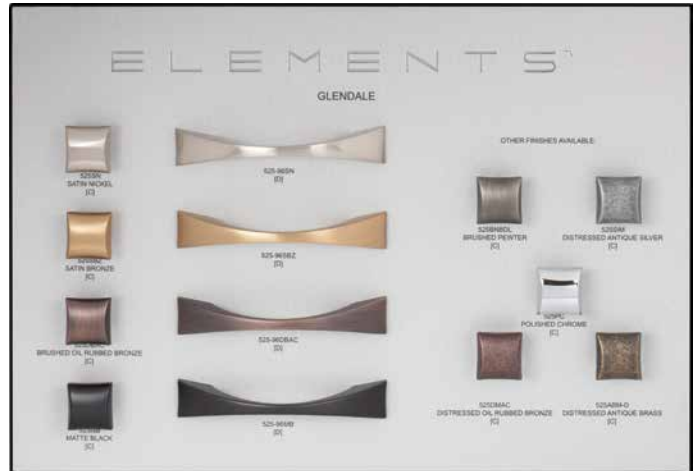 ELEMENTS
GLENDALE
525SN
SATIN NICKEL
[C]
525-96SN
[D]
SATIN BRONZE
[C]
525-96SBZ
[D]
BRUSHED OIL RUBBED BRONZE
[C]
525-96DBAC
[D]
MATTE BLACK
[C]
525-96MB
[D]
OTHER FINISHES AVAILABLE:
525BNBDL
BRUSHED PEWTER
[C]
525SIM
DISTRESSED ANTIQUE SILVER
[C]
525PC
POLISHED CHROME
[C]
525DMAC
DISTRESSED OIL RUBBED BRONZE
[C]
525ABM-D
DISTRESSED ANTIQUE BRASS
[C]